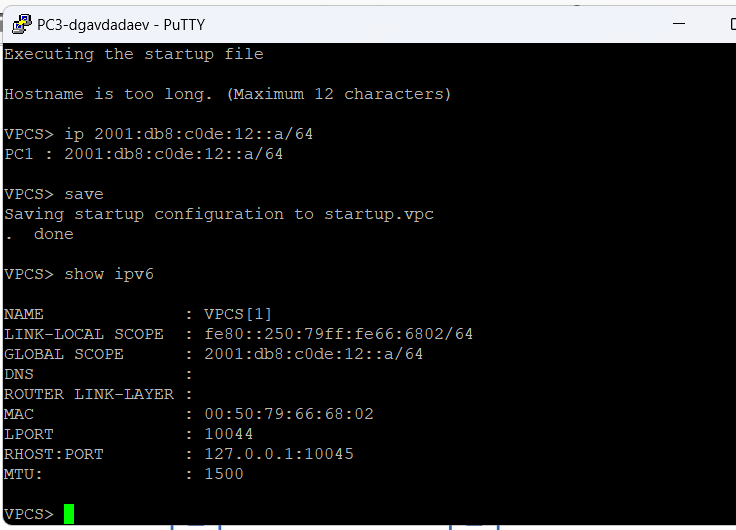 PC3-dgavdadaev - PuTTY
Executing the startup file
Hostname is too long. (Maximum 12 characters)
VPCS> ip 2001:db8:c0de:12::a/64
PC1 : 2001:db8:c0de:12::a/64
VPCS> save
Saving startup configuration to startup.vpc
.  done
VPCS> show ipv6
NAME              : VPCS[1]
LINK-LOCAL SCOPE  : fe80::250:79ff:fe66:6802/64
GLOBAL SCOPE      : 2001:db8:c0de:12::a/64
DNS               :
ROUTER LINK-LAYER :
MAC               : 00:50:79:66:68:02
LPORT             : 10044
RHOST:PORT        : 127.0.0.1:10045
MTU:              : 1500
VPCS>